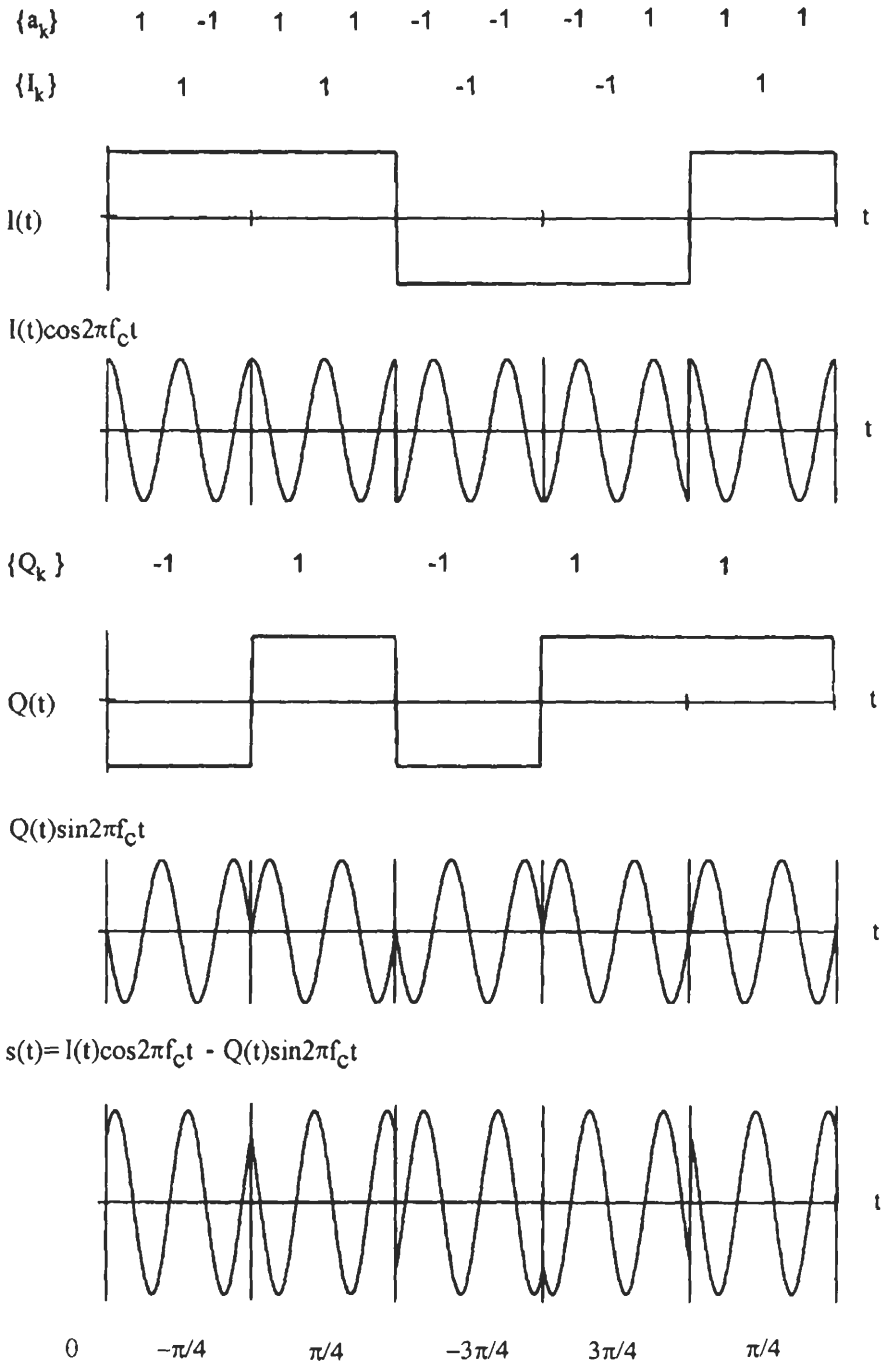 {a_k} 1 -1 1 1 -1 -1 -1 1 1 1
{I_k} 1 1 -1 -1 1
I(t) t
I(t)cos2πf_ct
t
{Q_k} -1 1 -1 1 1
Q(t) t
Q(t)sin2πf_ct
t
s(t)= I(t)cos2πf_ct - Q(t)sin2πf_ct
t
0 −π/4 π/4 -3π/4 3π/4 π/4